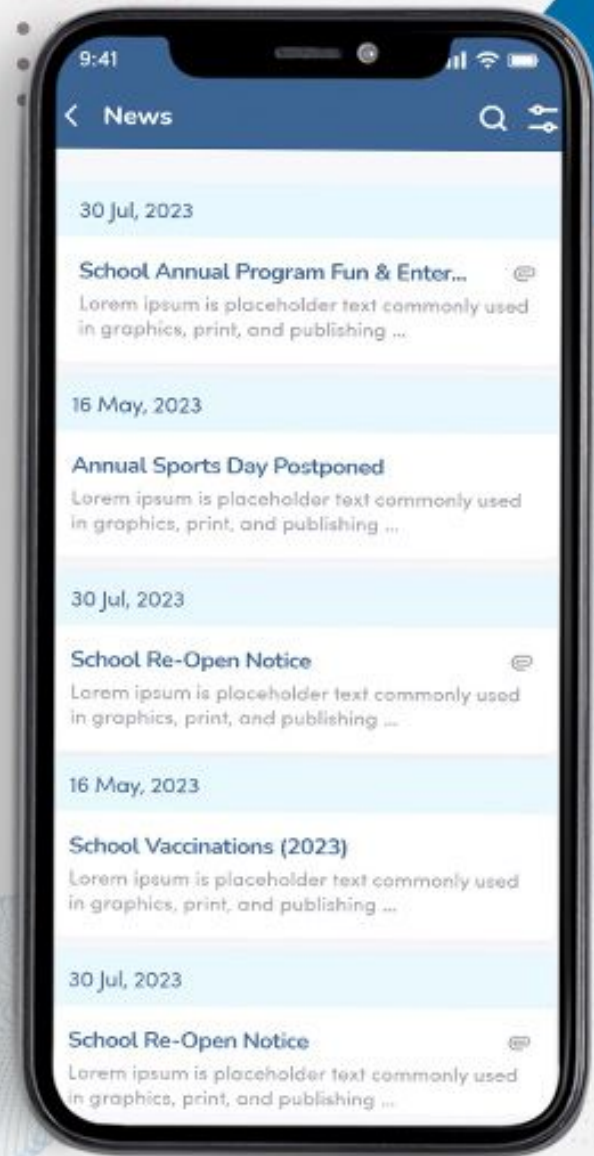 9:41
News
30 Jul, 2023
School Annual Program Fun & Enter...
Lorem ipsum is placeholder text commonly used
in graphics, print, and publishing ...
16 May, 2023
Annual Sports Day Postponed
Lorem ipsum is placeholder text commonly used
in graphics, print, and publishing ...
30 Jul, 2023
School Re-Open Notice
Lorem ipsum is placeholder text commonly used
in graphics, print, and publishing ...
16 May, 2023
School Vaccinations (2023)
Lorem ipsum is placeholder text commonly used
in graphics, print, and publishing ...
30 Jul, 2023
School Re-Open Notice
Lorem ipsum is placeholder text commonly used
in graphics, print, and publishing ...